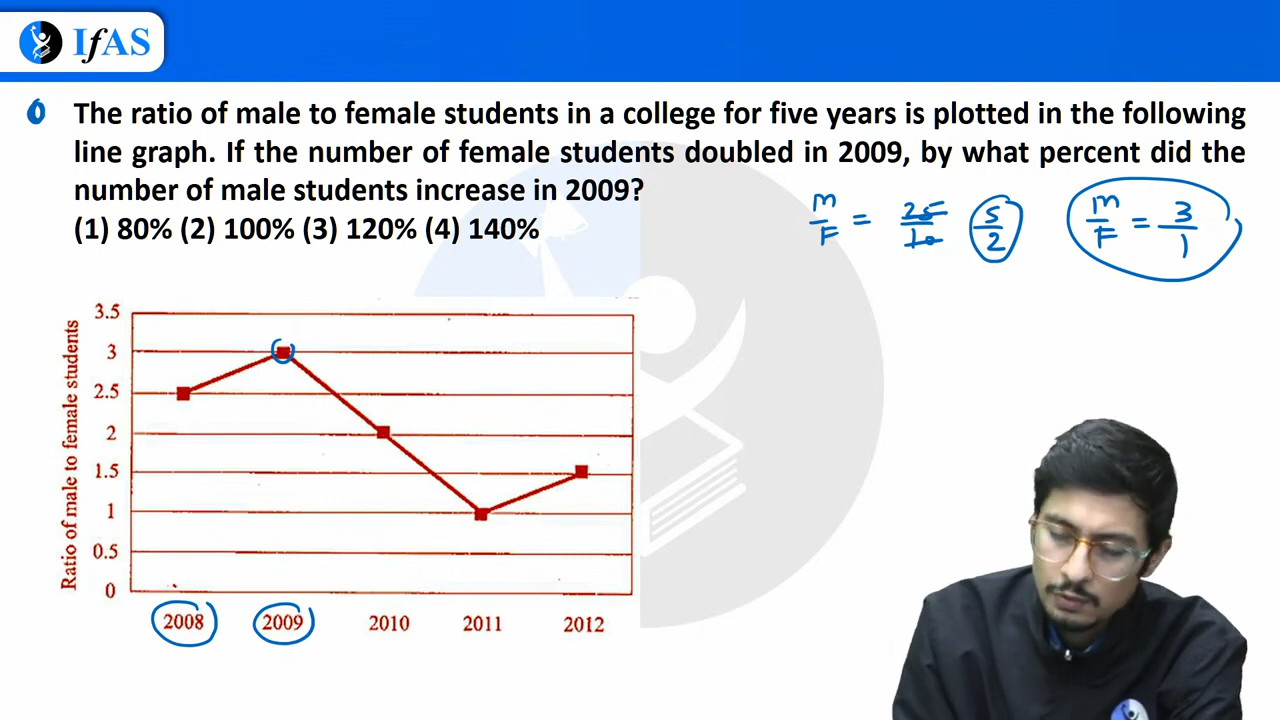 IfAS
The ratio of male to female students in a college for five years is plotted in the following
line graph. If the number of female students doubled in 2009, by what percent did the
number of male students increase in 2009?
(1) 80% (2) 100% (3) 120% (4) 140%
M/F = 25/10 5/2
M/F = 3/1
Ratio of male to female students
3.5
3
2.5
2
1.5
1
0.5
0
2008 2009 2010 2011 2012